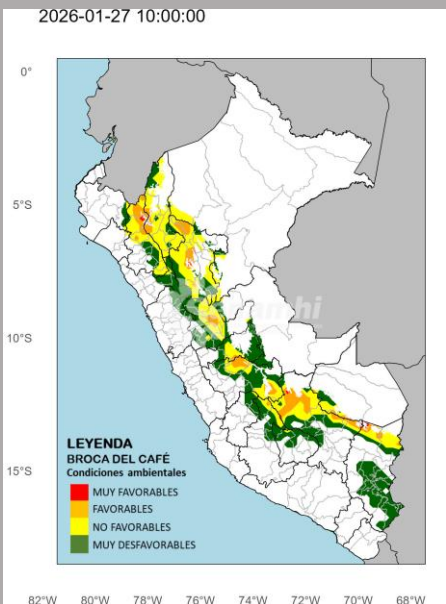 2026-01-27 10:00:00
0°
5°S
10°S
15°S
senamhi
LEYENDA
BROCA DEL CAFÉ
Condiciones ambientales
MUY FAVORABLES
FAVORABLES
NO FAVORABLES
MUY DESFAVORABLES
82°W 80°W 78°W 76°W 74°W 72°W 70°W 68°W